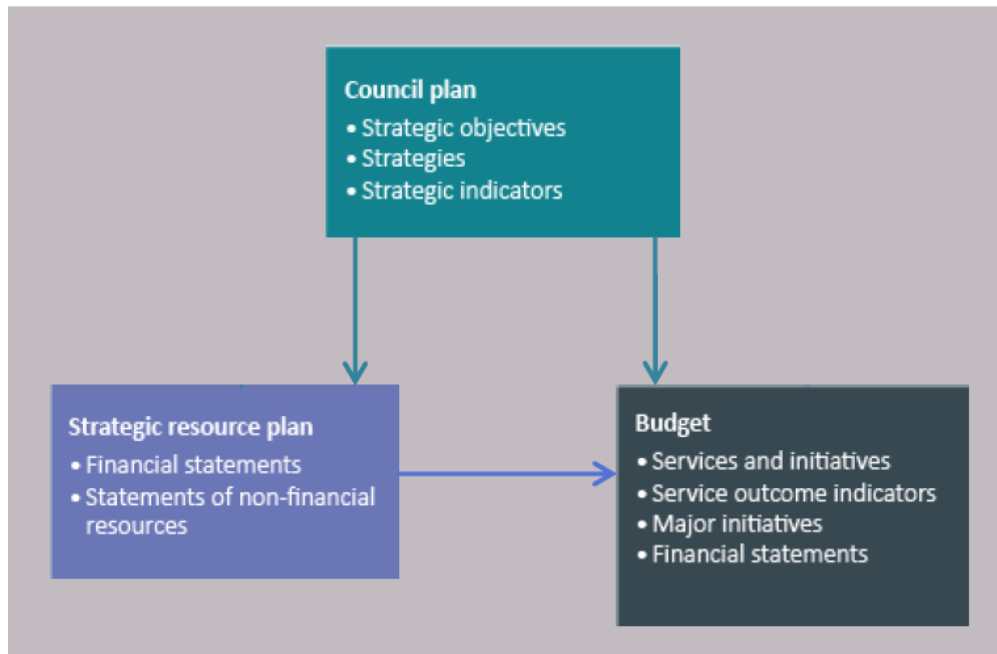 Council plan
• Strategic objectives
• Strategies
• Strategic indicators
Strategic resource plan
• Financial statements
• Statements of non-financial
resources
Budget
• Services and initiatives
• Service outcome indicators
• Major initiatives
• Financial statements